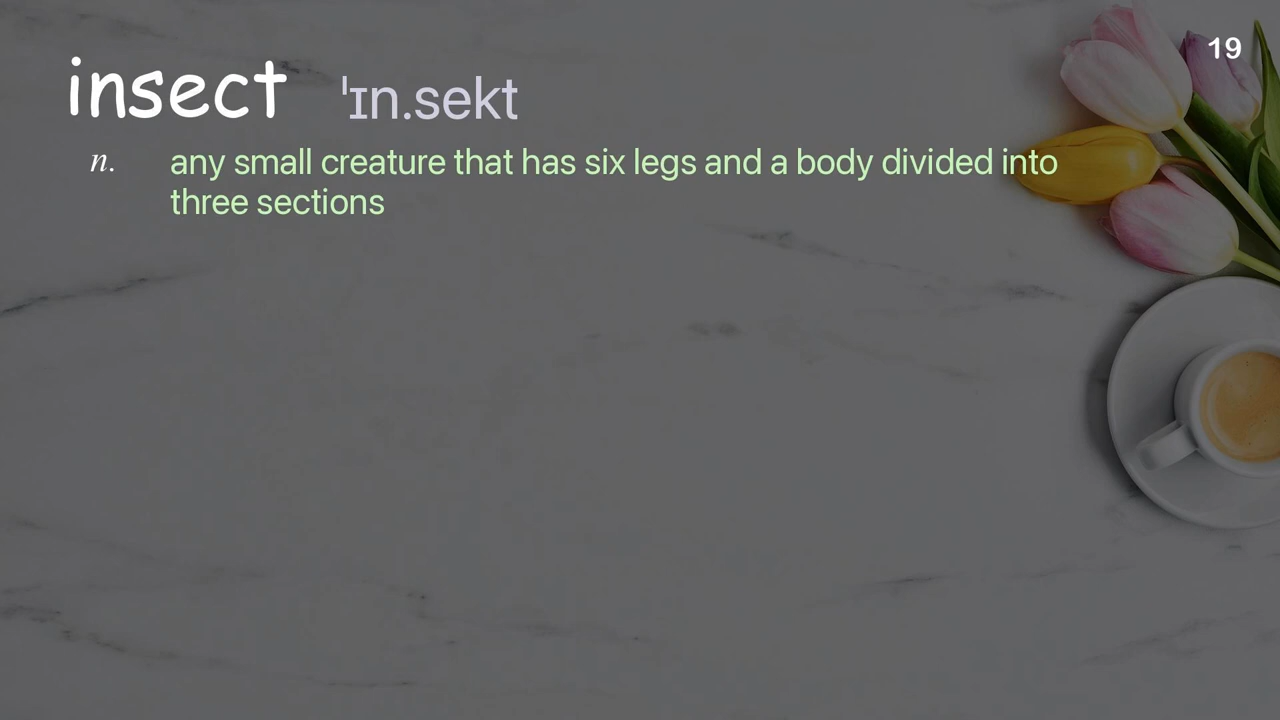 19
insect ˈɪn.sekt
n. any small creature that has six legs and a body divided into
three sections